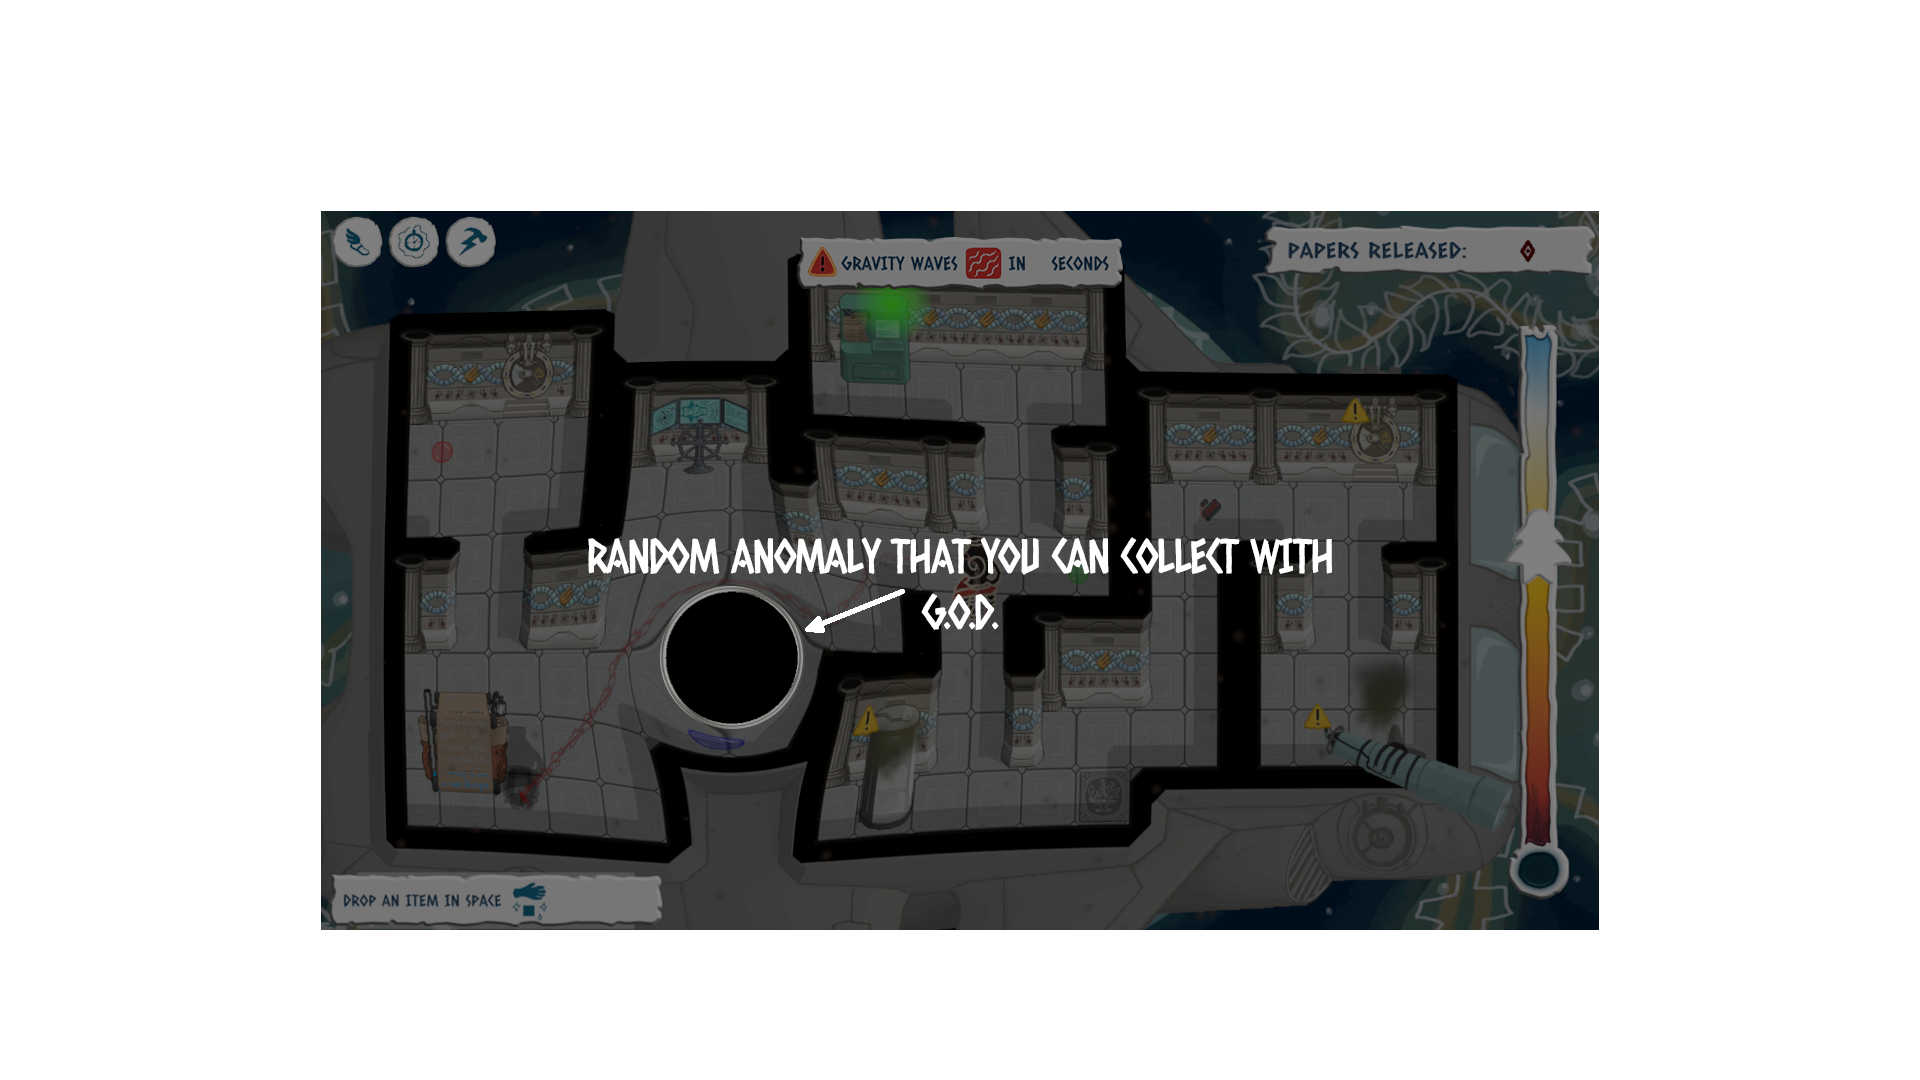 GRAVITY WAVES IN SECONDS
PAPERS RELEASED: 0
RANDOM ANOMALY THAT YOU CAN COLLECT WITH
G.O.D.
DROP AN ITEM IN SPACE